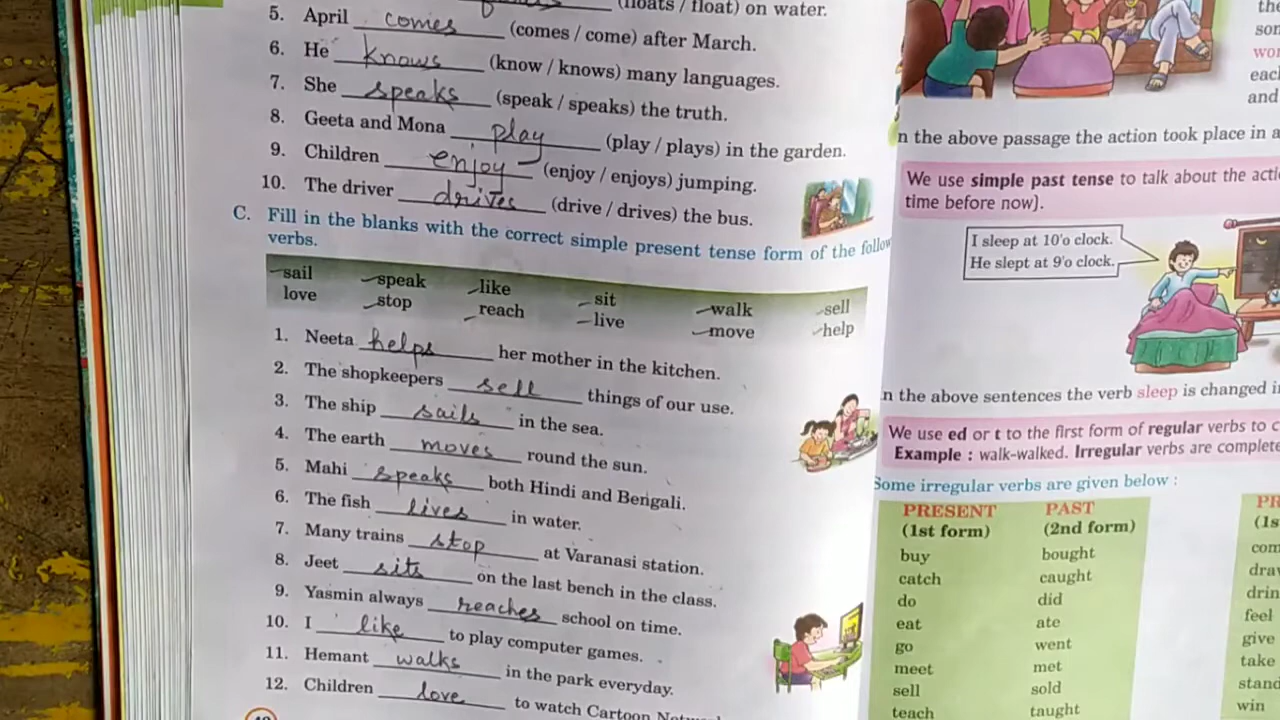 (floats / float) on water.
5. April comes (comes / come) after March.
6. He knows (know / knows) many languages.
7. She speaks (speak / speaks) the truth.
8. Geeta and Mona play (play / plays) in the garden.
9. Children enjoy (enjoy / enjoys) jumping.
10. The driver drives (drive / drives) the bus.
C. Fill in the blanks with the correct simple present tense form of the
verbs.
sail speak like sit walk sell
love stop reach live move help
1. Neeta helps her mother in the kitchen.
2. The shopkeepers sell things of our use.
3. The ship sails in the sea.
4. The earth moves round the sun.
5. Mahi speaks both Hindi and Bengali.
6. The fish lives in water.
7. Many trains stop at Varanasi station.
8. Jeet sits on the last bench in the class.
9. Yasmin always reaches school on time.
10. I like to play computer games.
11. Hemant walks in the park everyday.
12. Children love to watch Cartoon
and
n the above passage the action took place in a
We use simple past tense to talk about the
time before now].
I sleep at 10'o clock.
He slept at 9'o clock.
n the above sentences the verb sleep is changed
We use ed or t to the first form of regular verbs to
Example : walk-walked. Irregular verbs are
Some irregular verbs are given below :
PRESENT PAST
(1st form) (2nd form)
buy bought
catch caught
do did
eat ate
go went
meet met
sell sold
teach taught
feel
give
take
win